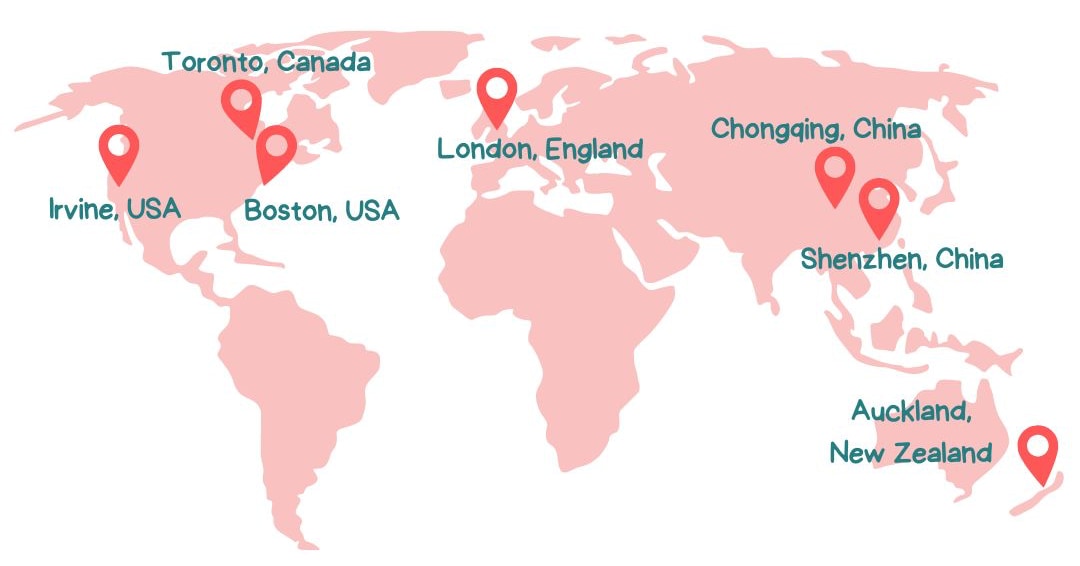 Toronto, Canada
Chongqing, China
London, England
Irvine, USA
Boston, USA
Shenzhen, China
Auckland,
New Zealand